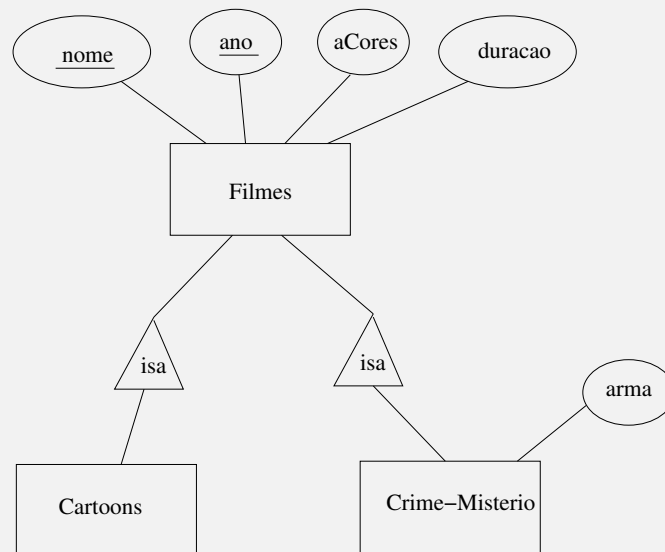 nome
ano
aCores
duracao
Filmes
isa
isa
arma
Cartoons
Crime−Misterio